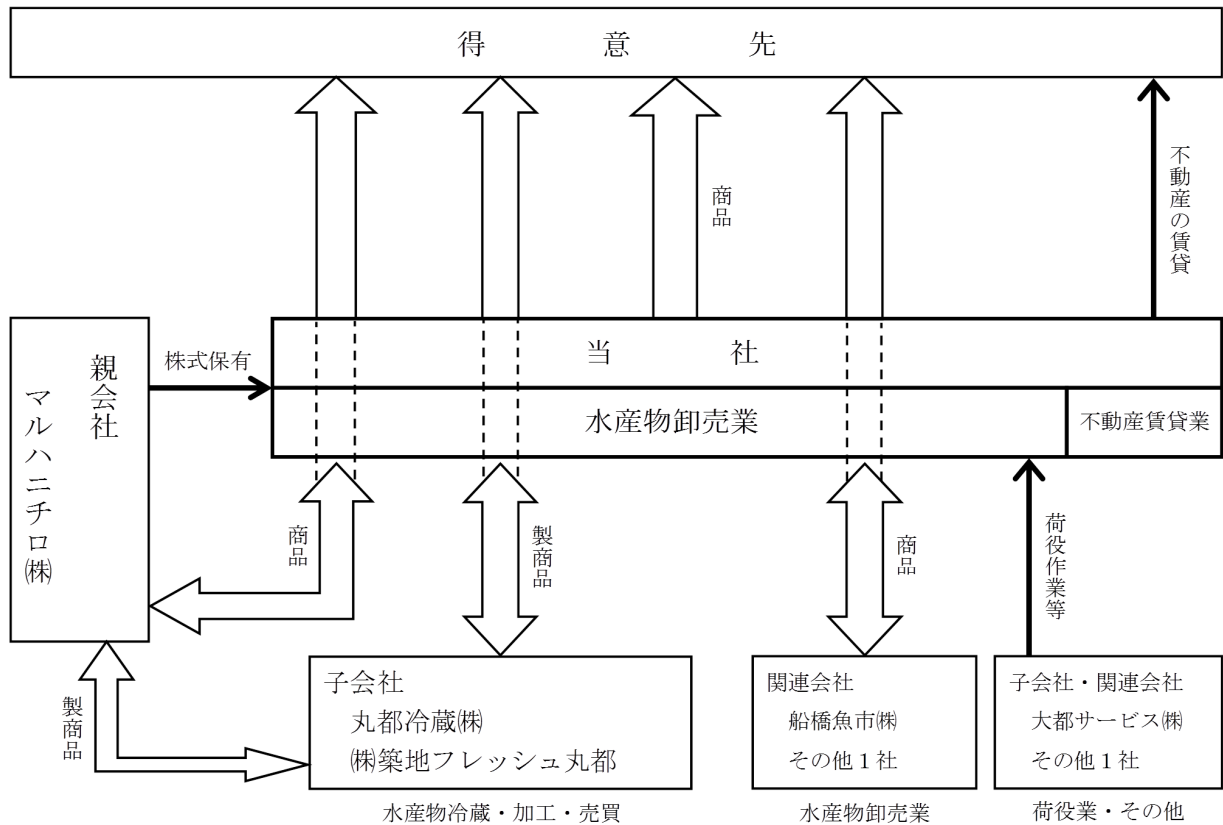 得意先
商品
不動産の賃貸
親会社
マルハニチロ㈱
株式保有
当社
水産物卸売業
不動産賃貸業
商品
製商品
商品
荷役作業等
製商品
子会社
丸都冷蔵㈱
㈱築地フレッシュ丸都
水産物冷蔵・加工・売買
関連会社
船橋魚市㈱
その他1社
水産物卸売業
子会社・関連会社
大都サービス㈱
その他1社
荷役業・その他